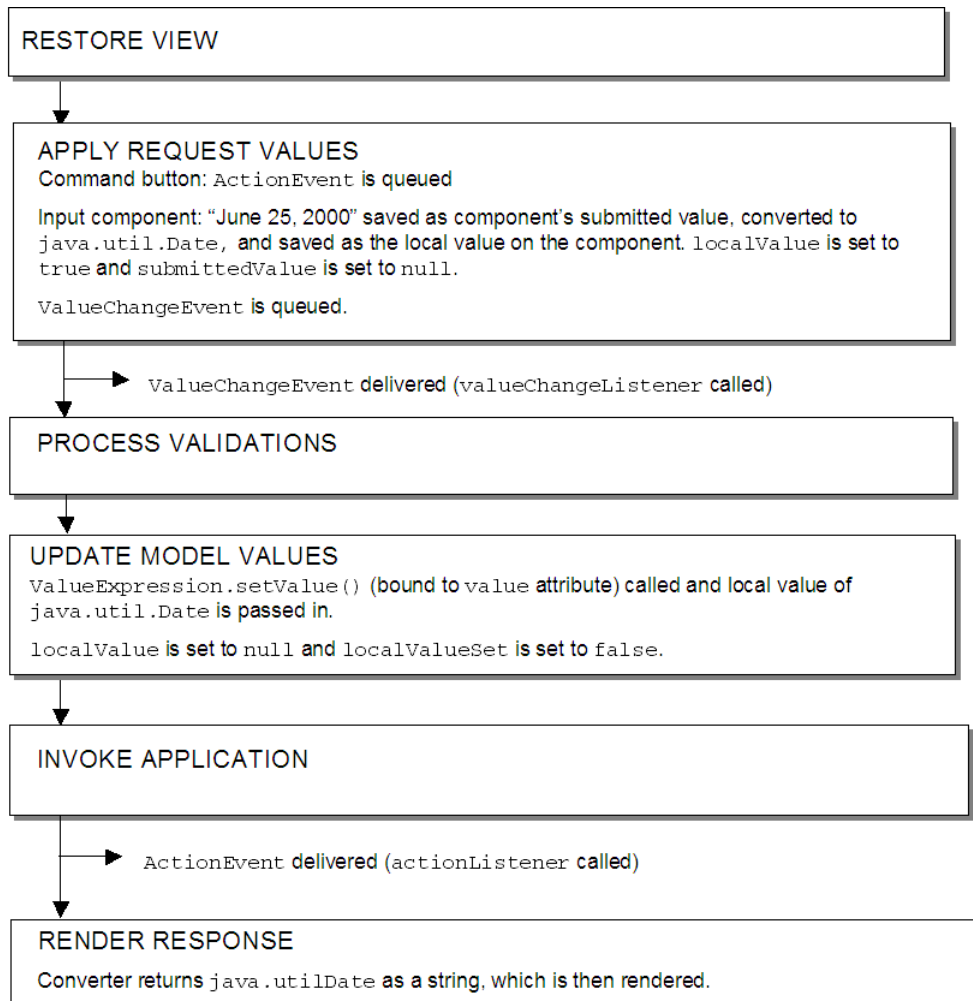 RESTORE VIEW
APPLY REQUEST VALUES
Command button: ActionEvent is queued
Input component: “June 25, 2000” saved as component’s submitted value, converted to
java.util.Date, and saved as the local value on the component. localValue is set to
true and submittedValue is set to null.
ValueChangeEvent is queued.
ValueChangeEvent delivered (valueChangeListener called)
PROCESS VALIDATIONS
UPDATE MODEL VALUES
ValueExpression.setValue() (bound to value attribute) called and local value of
java.util.Date is passed in.
localValue is set to null and localValueSet is set to false.
INVOKE APPLICATION
ActionEvent delivered (actionListener called)
RENDER RESPONSE
Converter returns java.utilDate as a string, which is then rendered.